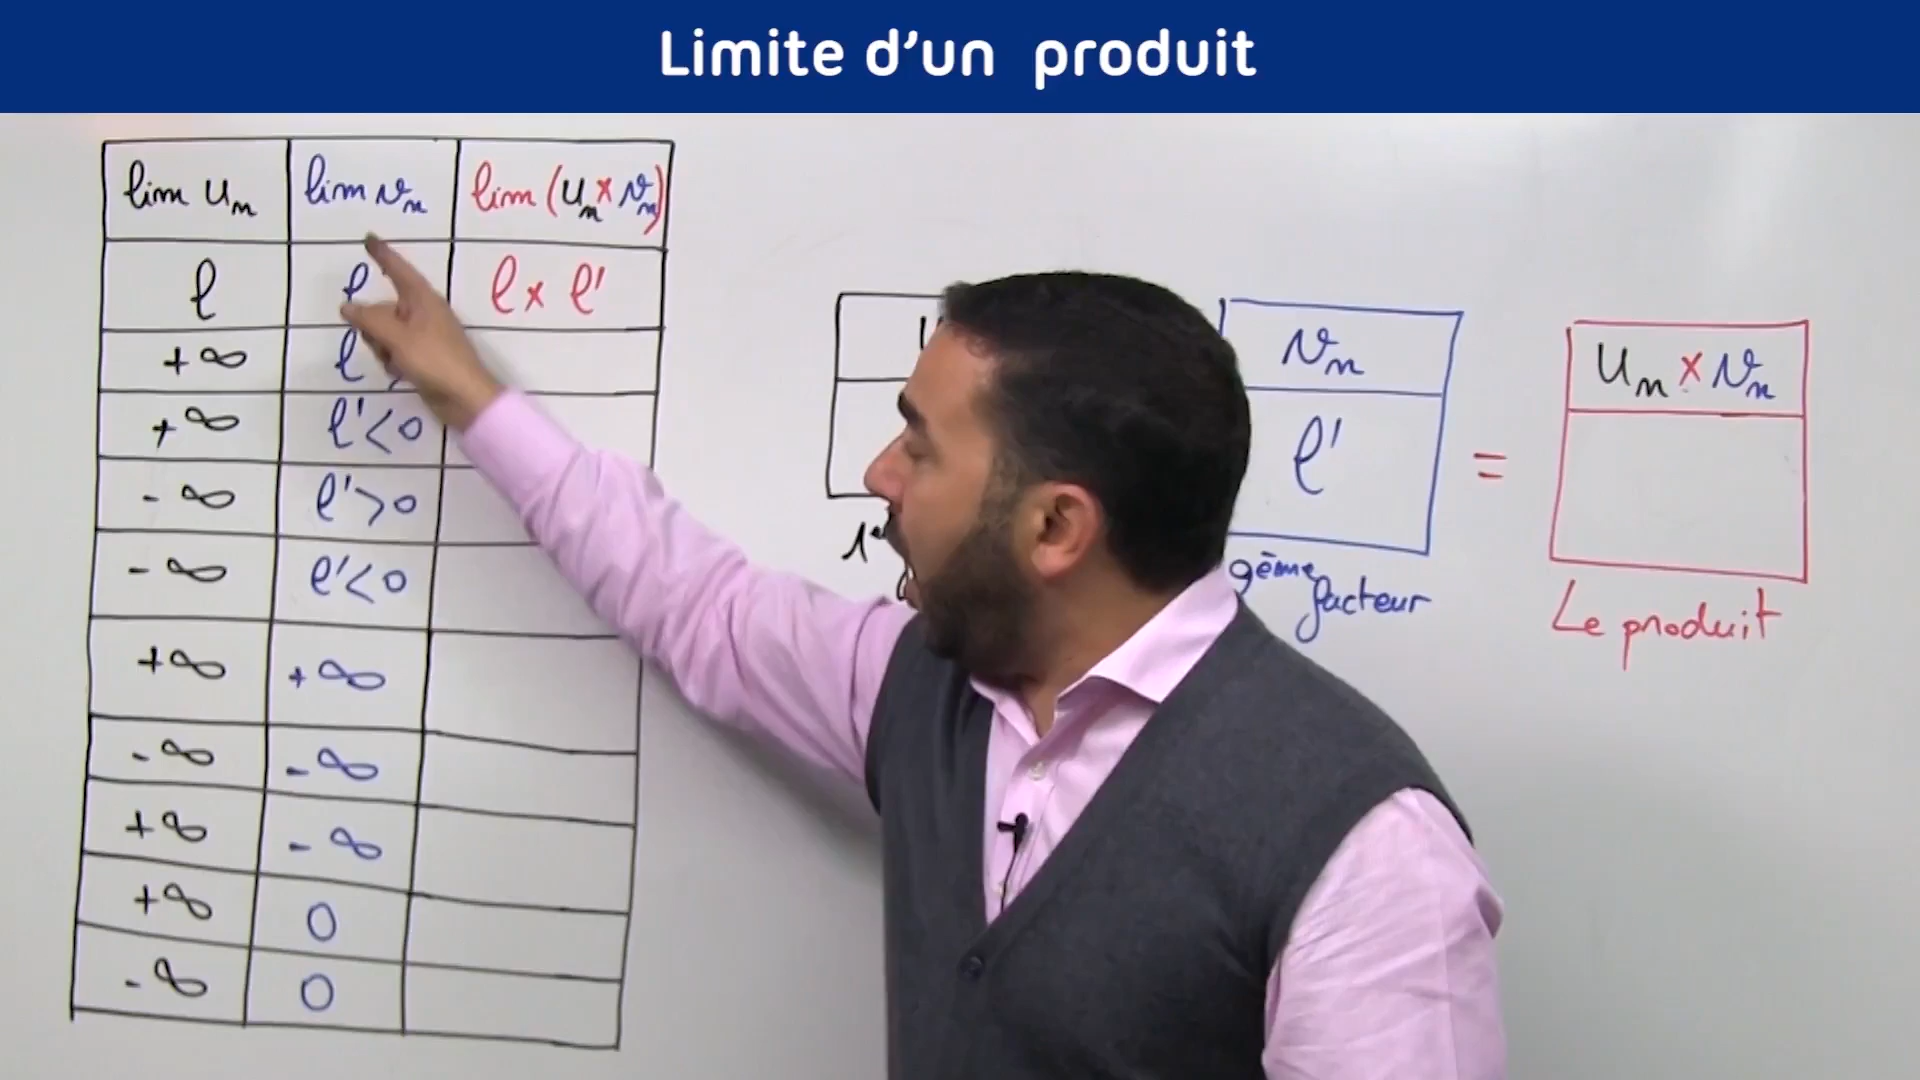 Limite d'un produit
lim uₙ lim vₙ lim (uₙ × vₙ)
ℓ ℓ ℓ × ℓ'
+∞ ℓ
+∞ ℓ'<0
-∞ ℓ'>0
-∞ ℓ'<0
+∞ +∞
-∞ -∞
+∞ -∞
+∞ 0
-∞ 0
vₙ
ℓ'
2ème
facteur
=
uₙ × vₙ
Le produit